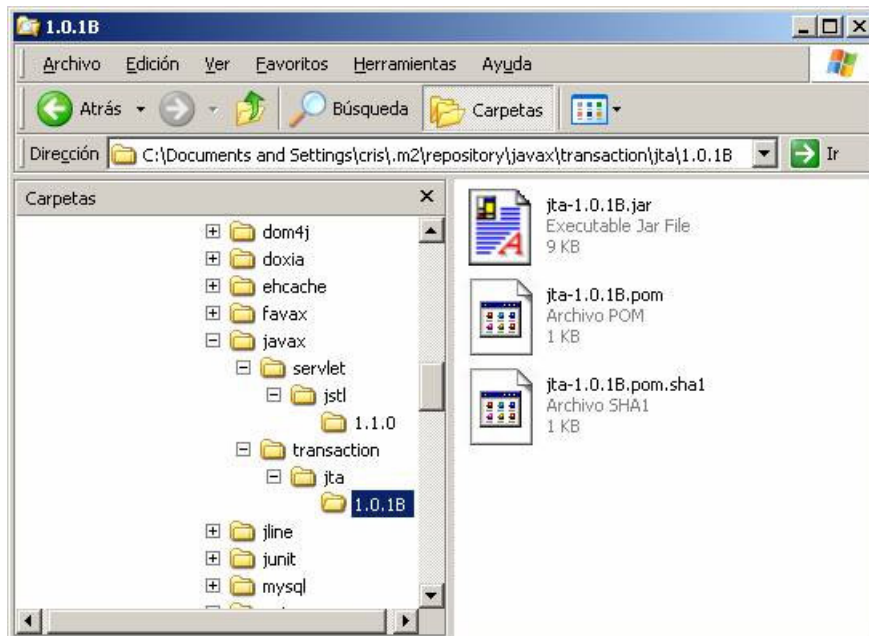 1.0.1B
Archivo Edición Ver Favoritos Herramientas Ayuda
Atrás Búsqueda Carpetas
Dirección C:\Documents and Settings\cris\.m2\repository\javax\transaction\jta\1.0.1B Ir
Carpetas
dom4j
doxia
ehcache
favax
javax
servlet
jstl
1.1.0
transaction
jta
1.0.1B
jline
junit
mysql
jta-1.0.1B.jar
Executable Jar File
9 KB
jta-1.0.1B.pom
Archivo POM
1 KB
jta-1.0.1B.pom.sha1
Archivo SHA1
1 KB